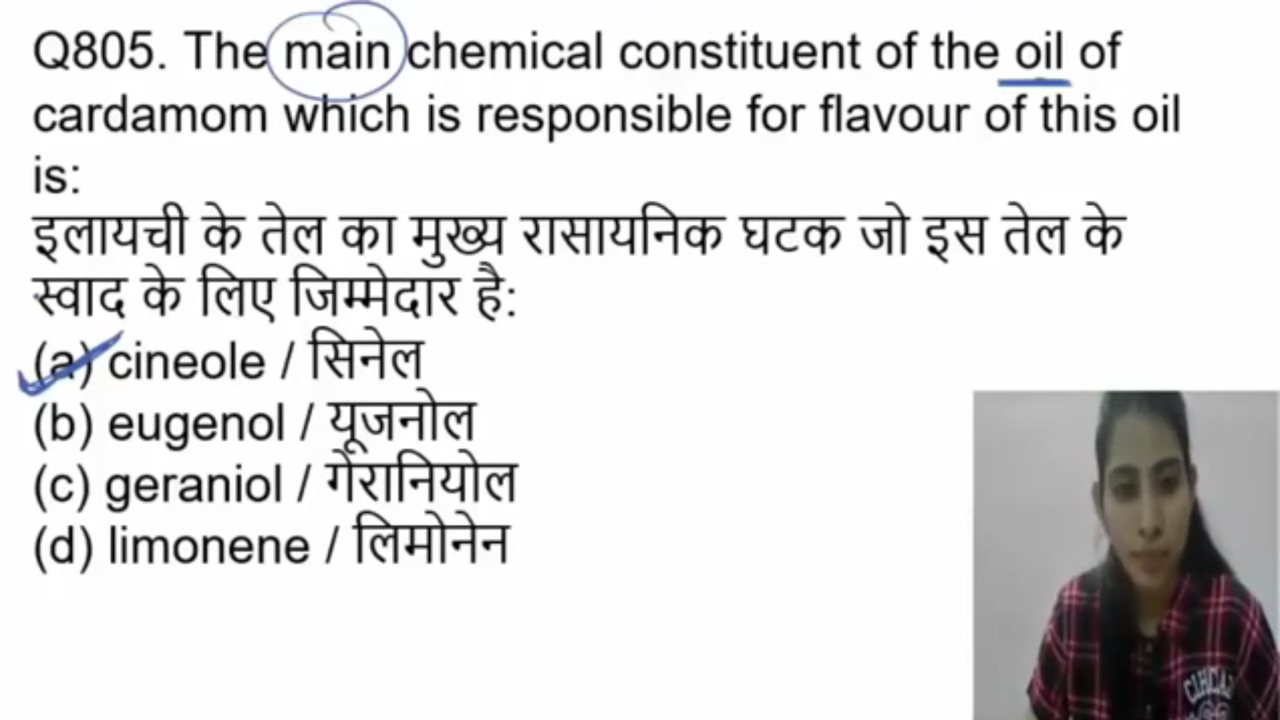 Q805. The main chemical constituent of the oil of
cardamom which is responsible for flavour of this oil
is:
इलायची के तेल का मुख्य रासायनिक घटक जो इस तेल के
स्वाद के लिए जिम्मेदार है:
(a) cineole / सिनेल
(b) eugenol / यूजनोल
(c) geraniol / गेरानियोल
(d) limonene / लिमोनेन